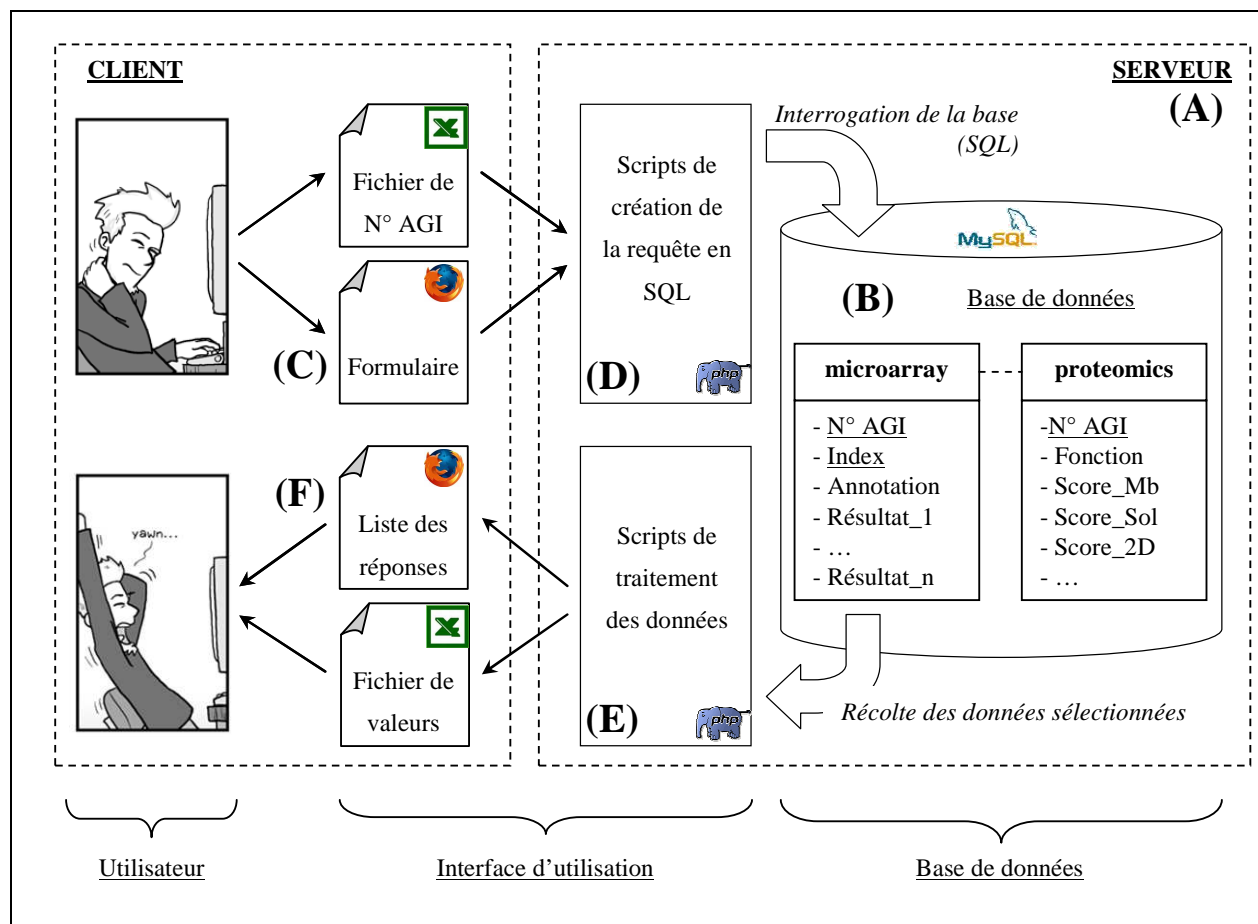 CLIENT
Fichier de
N° AGI
(C)
Formulaire
yawn...
(F)
Liste des
réponses
Fichier de
valeurs
SERVEUR
(A)
Interrogation de la base
(SQL)
Scripts de
création de
la requête en
SQL
(D)
php
MySQL
(B)
Base de données
microarray
- N° AGI
- Index
- Annotation
- Résultat_1
- …
- Résultat_n
proteomics
-N° AGI
- Fonction
- Score_Mb
- Score_Sol
- Score_2D
- …
Scripts de
traitement
des données
(E)
php
Récolte des données sélectionnées
Utilisateur
Interface d’utilisation
Base de données